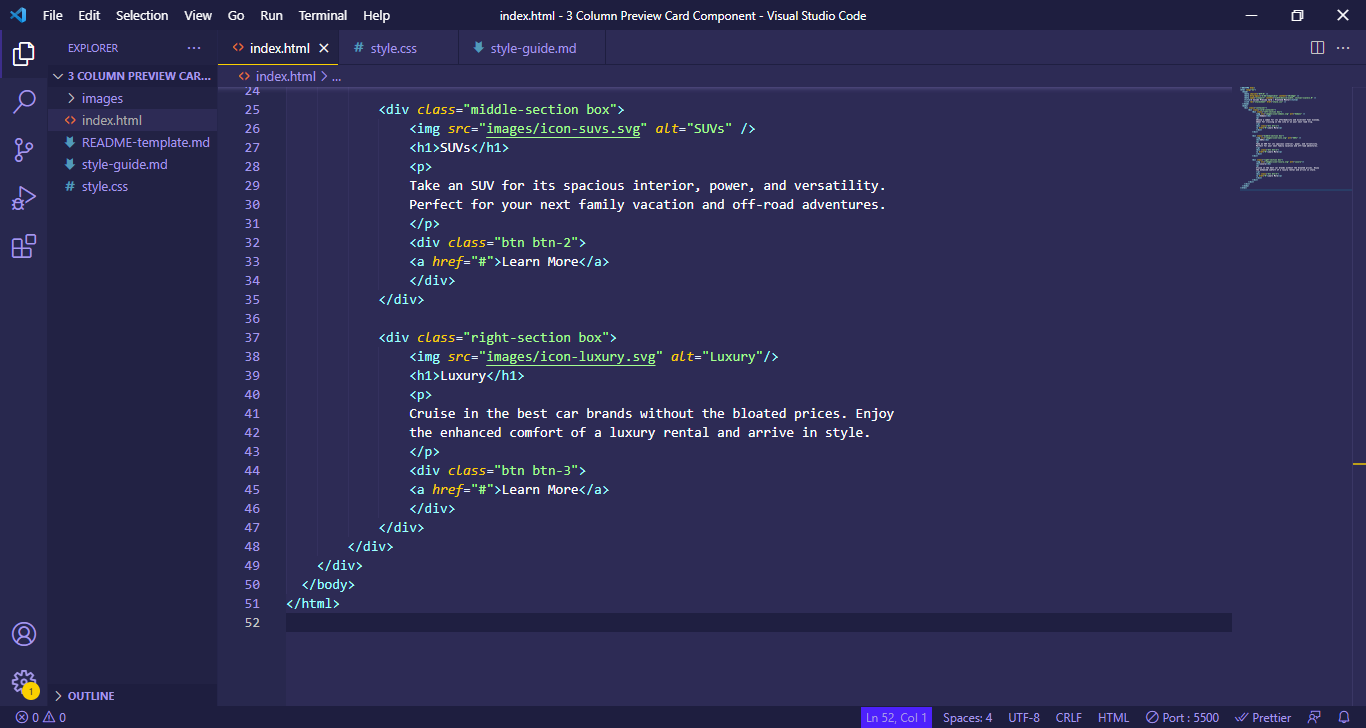 File Edit Selection View Go Run Terminal Help
index.html - 3 Column Preview Card Component - Visual Studio Code
EXPLORER
3 COLUMN PREVIEW CAR...
images
index.html
README-template.md
style-guide.md
# style.css
OUTLINE
index.html
# style.css
style-guide.md
index.html > ...
24
25 <div class="middle-section box">
26 <img src="images/icon-suvs.svg" alt="SUVs" />
27 <h1>SUVs</h1>
28 <p>
29 Take an SUV for its spacious interior, power, and versatility.
30 Perfect for your next family vacation and off-road adventures.
31 </p>
32 <div class="btn btn-2">
33 <a href="#">Learn More</a>
34 </div>
35 </div>
36
37 <div class="right-section box">
38 <img src="images/icon-luxury.svg" alt="Luxury"/>
39 <h1>Luxury</h1>
40 <p>
41 Cruise in the best car brands without the bloated prices. Enjoy
42 the enhanced comfort of a luxury rental and arrive in style.
43 </p>
44 <div class="btn btn-3">
45 <a href="#">Learn More</a>
46 </div>
47 </div>
48 </div>
49 </div>
50 </body>
51 </html>
52
1
0 0
Ln 52, Col 1 Spaces: 4 UTF-8 CRLF HTML Port : 5500 Prettier